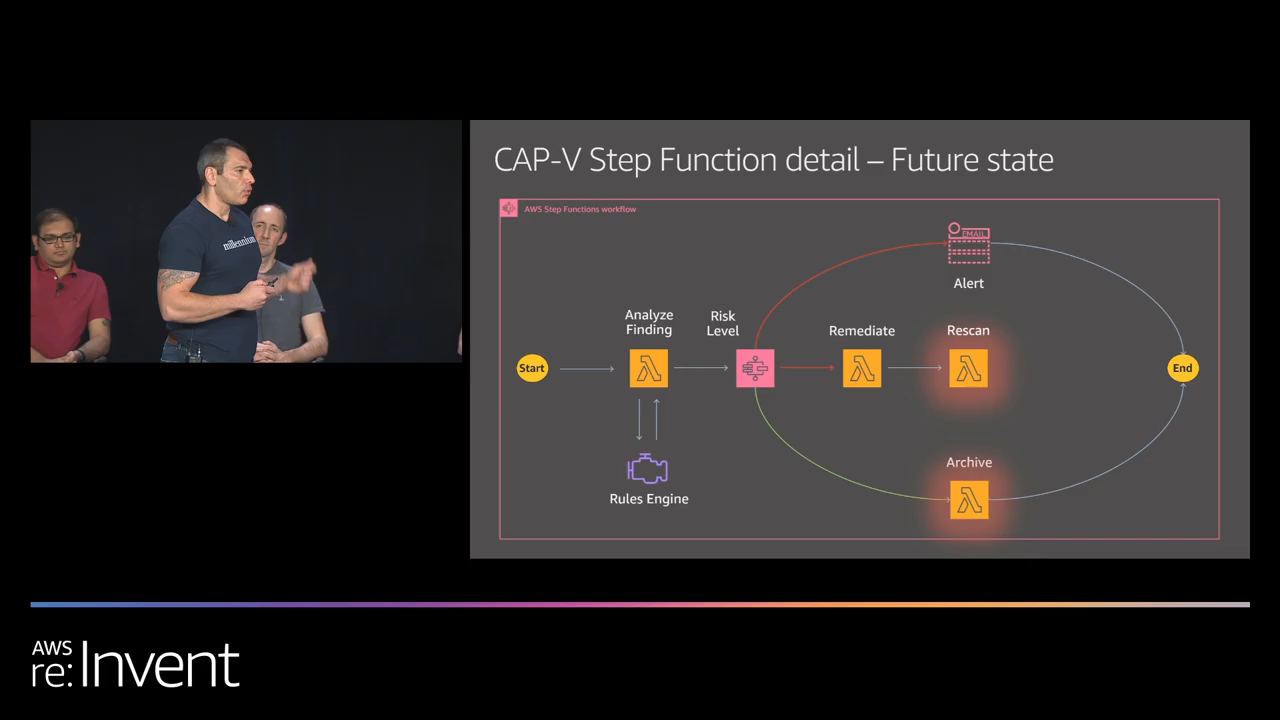 CAP-V Step Function detail – Future state
AWS Step Functions workflow
EMAIL
Alert
Analyze
Finding
Risk
Level
Remediate
Rescan
Start
End
Rules Engine
Archive
millennium
AWS
re:Invent